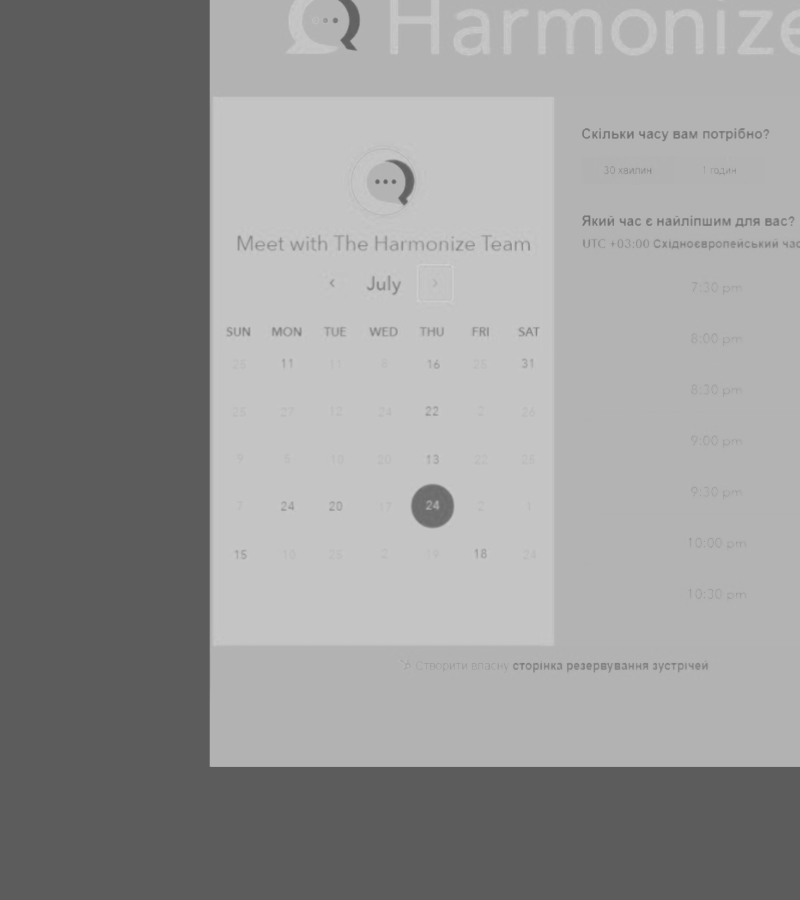 Harmonize
Meet with The Harmonize Team
July
SUN MON TUE WED THU FRI SAT
11 11 8 16 25 31
25 27 12 24 22 2 26
9 5 10 20 13 22 28
7 24 20 17 24 2 1
15 10 25 2 19 18 24
Скільки часу вам потрібно?
30 хвилин 1 годин
Який час є найліпшим для вас?
UTC +03:00 Східноєвропейський час
7:30 pm
8:00 pm
8:30 pm
9:00 pm
9:30 pm
10:00 pm
10:30 pm
Створити власну сторінка резервування зустрічей